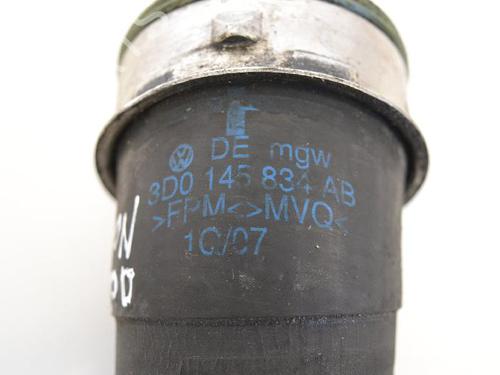 DE mgw
3D0 145 834 AB
>FPM<>MVQ<
10/07